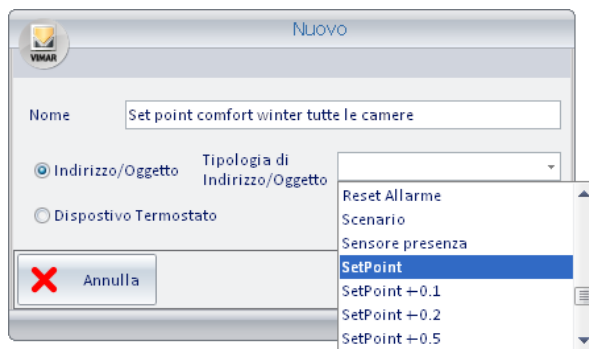 Nuovo
VIMAR
Nome
Set point comfort winter tutte le camere
Indirizzo/Oggetto
Tipologia di
Indirizzo/Oggetto
Dispostivo Termostato
Reset Allarme
Scenario
Sensore presenza
SetPoint
SetPoint +-0.1
SetPoint +-0.2
SetPoint +-0.5
Annulla